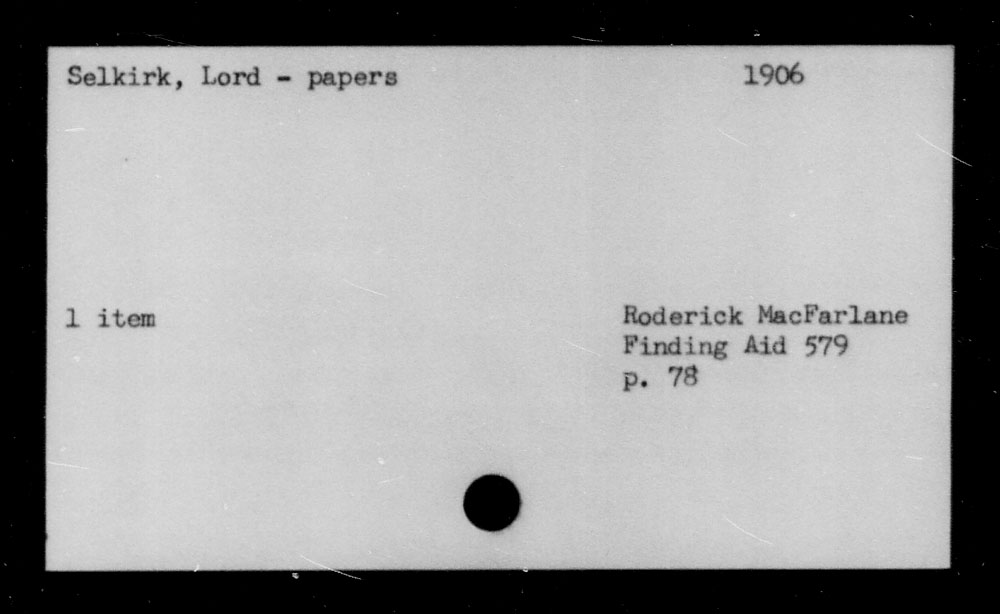 Selkirk, Lord - papers 1906
1 item Roderick MacFarlane
Finding Aid 579
p. 78